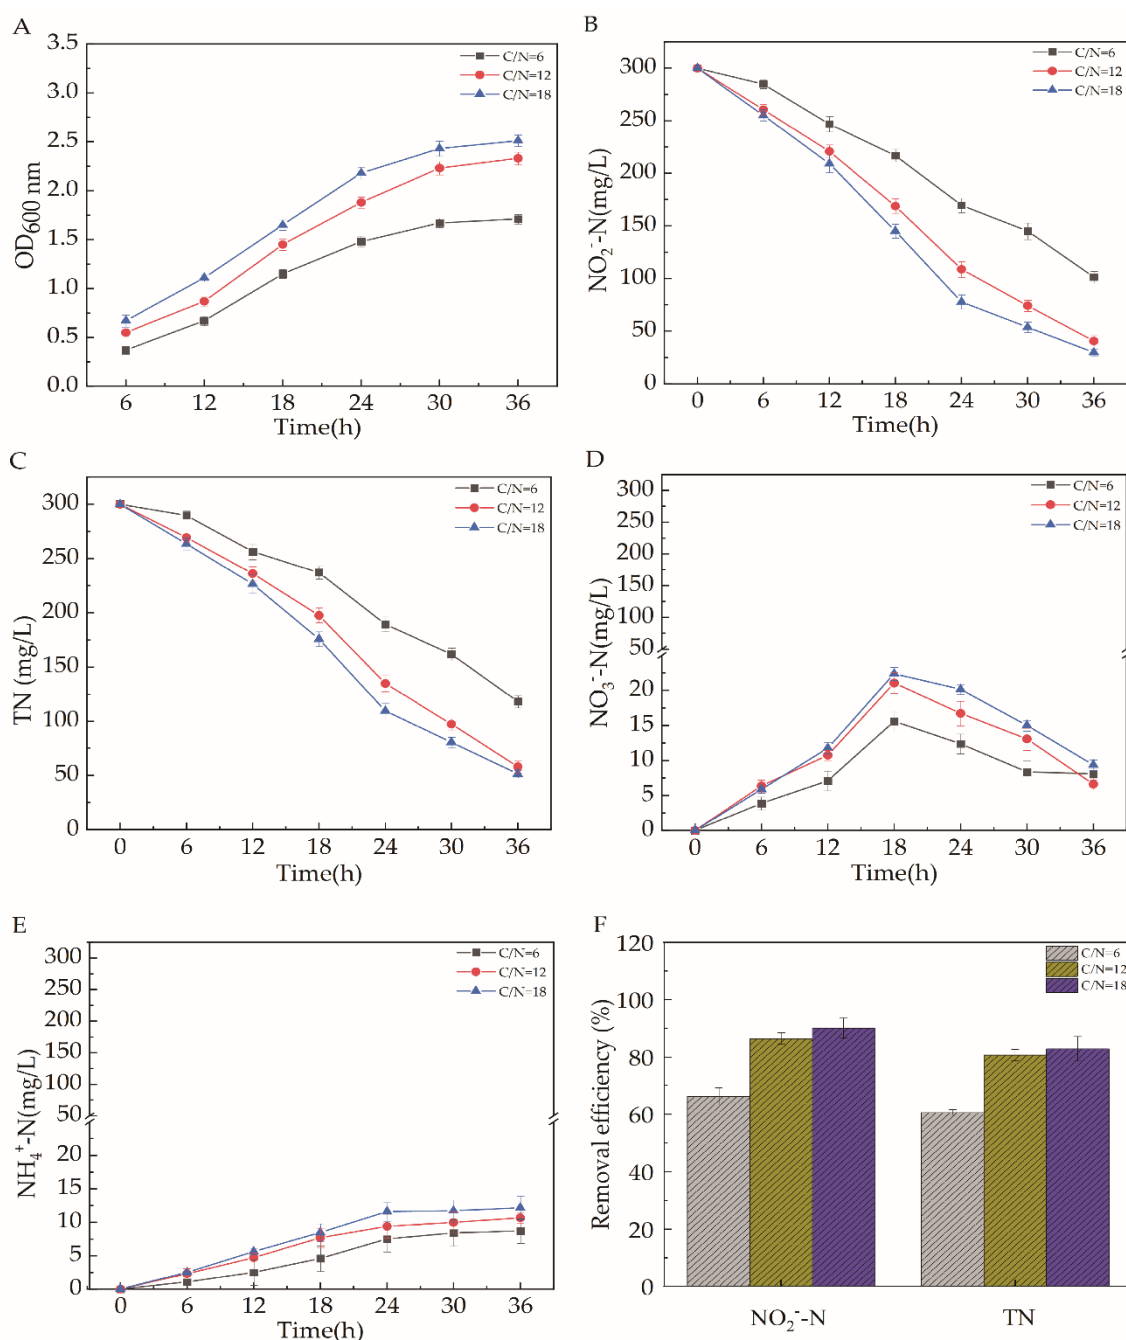 A
3.5
3.0
2.5
2.0
1.5
1.0
0.5
0.0
OD600 nm
6 12 18 24 30 36
Time(h)
C/N=6
C/N=12
C/N=18
B
300
250
200
150
100
50
0
NO2--N(mg/L)
0 6 12 18 24 30 36
Time(h)
C/N=6
C/N=12
C/N=18
C
300
250
200
150
100
50
0
TN (mg/L)
0 6 12 18 24 30 36
Time(h)
C/N=6
C/N=12
C/N=18
D
300
250
200
150
100
50
20
15
10
5
0
NO3--N(mg/L)
0 6 12 18 24 30 36
Time(h)
C/N=6
C/N=12
C/N=18
E
300
250
200
150
100
50
20
15
10
5
0
NH4+-N(mg/L)
0 6 12 18 24 30 36
Time(h)
C/N=6
C/N=12
C/N=18
F
120
100
80
60
40
20
0
Removal efficiency (%)
NO2--N TN
C/N=6
C/N=12
C/N=18